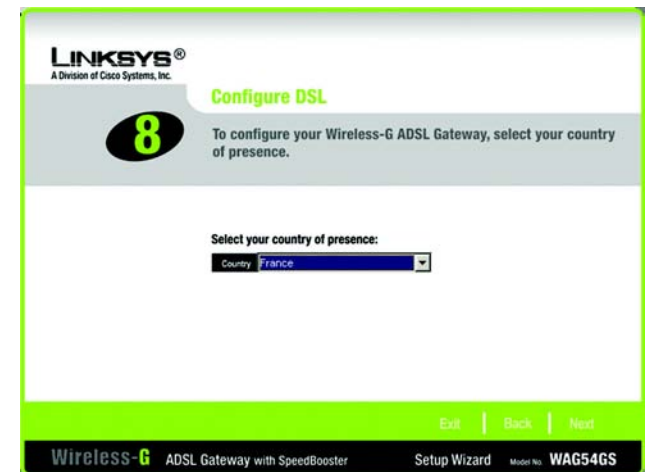 LINKSYS®
A Division of Cisco Systems, Inc.
Configure DSL
8
To configure your Wireless-G ADSL Gateway, select your country
of presence.
Select your country of presence:
Country France
Exit Back Next
Wireless-G ADSL Gateway with SpeedBooster Setup Wizard Model No. WAG54GS